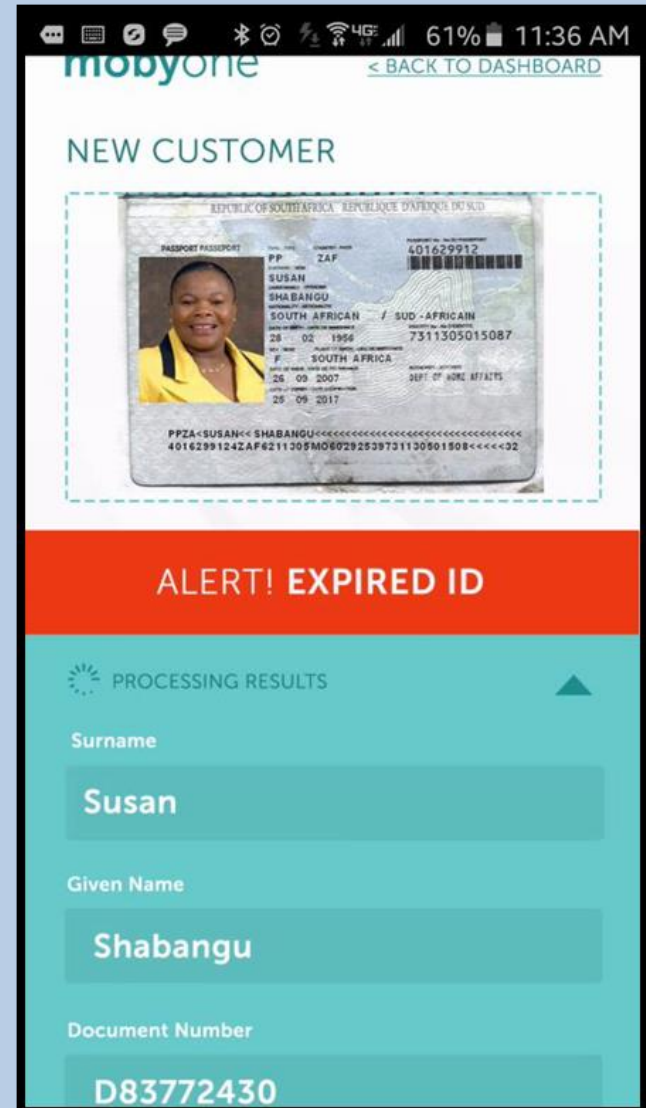 61% 11:36 AM
mobyone < BACK TO DASHBOARD
NEW CUSTOMER
REPUBLIC OF SOUTH AFRICA REPUBLIQUE D'AFRIQUE DU SUD
PASSPORT PASSEPORT
PP ZAF 401629912
SUSAN
SHABANGU
SOUTH AFRICAN / SUD -AFRICAIN
28 02 1956 7311305015087
F SOUTH AFRICA
26 09 2007 DEPT OF HOME AFFAIRS
25 09 2017
PPZA<SUSAN<< SHABANGU<<<<<<<<<<<<<<<<<<<<<<<<<<<<<<<<
4016299124ZAF6211305MO60292539731130501508<<<<<32
ALERT! EXPIRED ID
PROCESSING RESULTS
Surname
Susan
Given Name
Shabangu
Document Number
D83772430